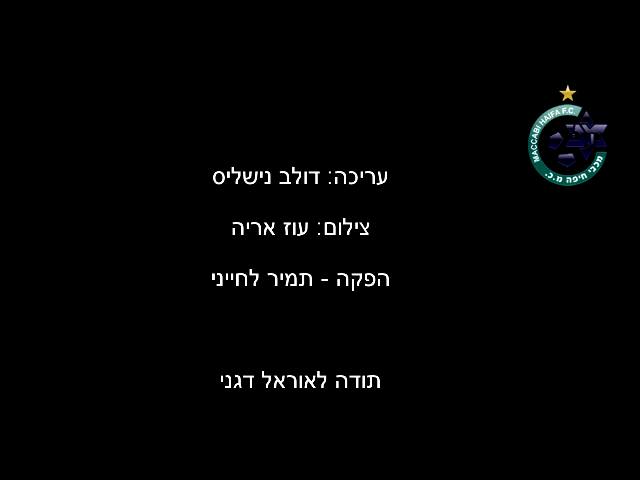 עריכה: דולב נישליס
צילום: עוז אריה
הפקה - תמיר לחייני
תודה לאוראל דגני
MACCABI HAIFA F.C.
מכבי חיפה מ.כ.